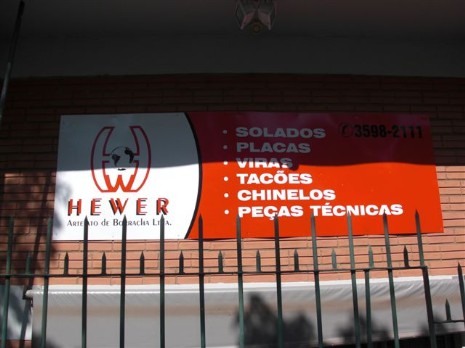 HEWER
ARTEFATO DE BORRACHA LTDA.
• SOLADOS
• PLACAS
• VIRAS
• TACÕES
• CHINELOS
• PEÇAS TÉCNICAS
✆3598-2111